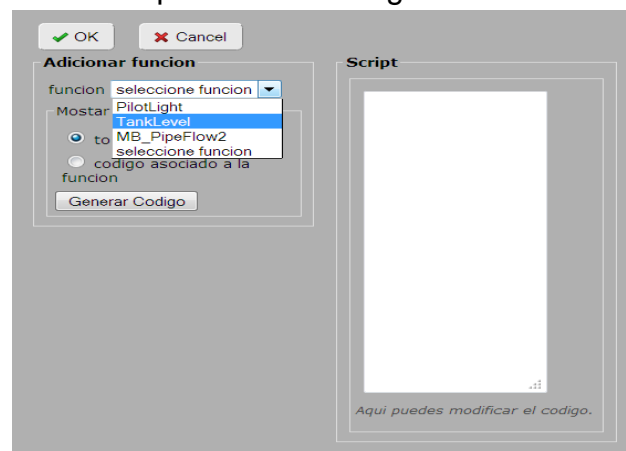 OK
Cancel
Adicionar funcion
funcion seleccione funcion
PilotLight
Mostar
TankLevel
to
MB_PipeFlow2
seleccione funcion
codigo asociado a la
funcion
Generar Codigo
Script
Aqui puedes modificar el codigo.